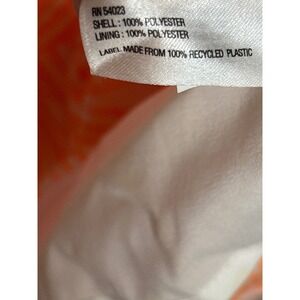 RN 54023
SHELL : 100% POLYESTER
LINING : 100% POLYESTER
LABEL MADE FROM 100% RECYCLED PLASTIC